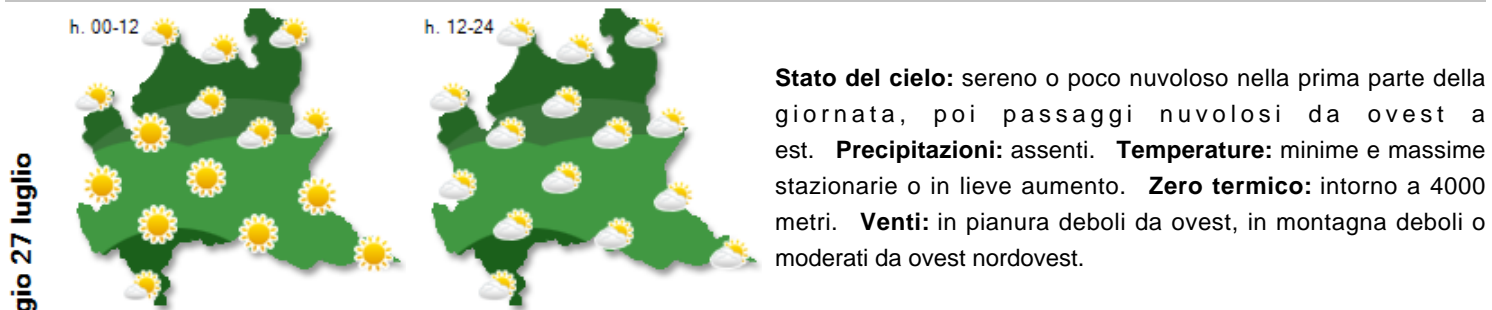 h. 00-12
h. 12-24
gio 27 luglio
Stato del cielo: sereno o poco nuvoloso nella prima parte della
giornata, poi passaggi nuvolosi da ovest a
est. Precipitazioni: assenti. Temperature: minime e massime
stazionarie o in lieve aumento. Zero termico: intorno a 4000
metri. Venti: in pianura deboli da ovest, in montagna deboli o
moderati da ovest nordovest.